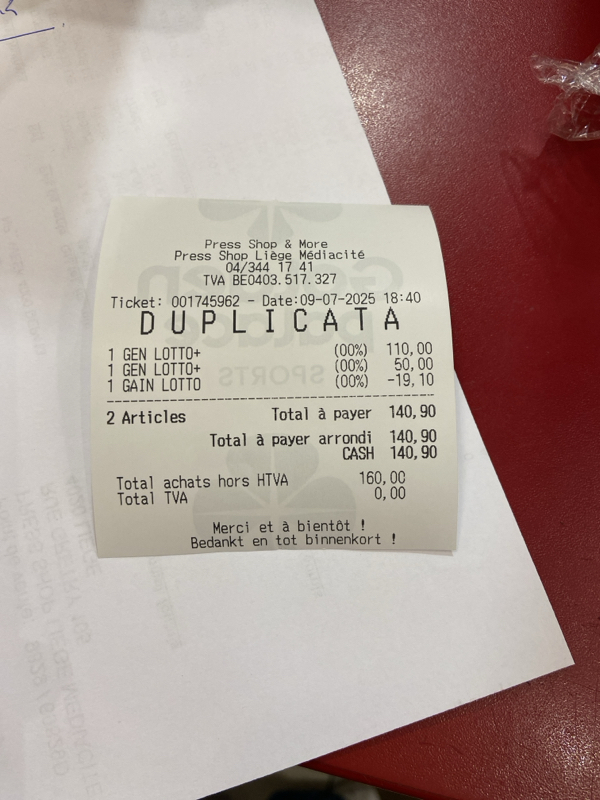 Press Shop & More
Press Shop Liège Médiacité
04/344 17 41
TVA BE0403.517.327
Ticket: 001745962 - Date:09-07-2025 18:40
DUPLICATA
1 GEN LOTTO+ (00%) 110,00
1 GEN LOTTO+ (00%) 50,00
1 GAIN LOTTO (00%) -19,10
2 Articles Total à payer 140,90
Total à payer arrondi 140,90
CASH 140,90
Total achats hors HTVA 160,00
Total TVA 0,00
Merci et à bientôt !
Bedankt en tot binnenkort !
SPORTS